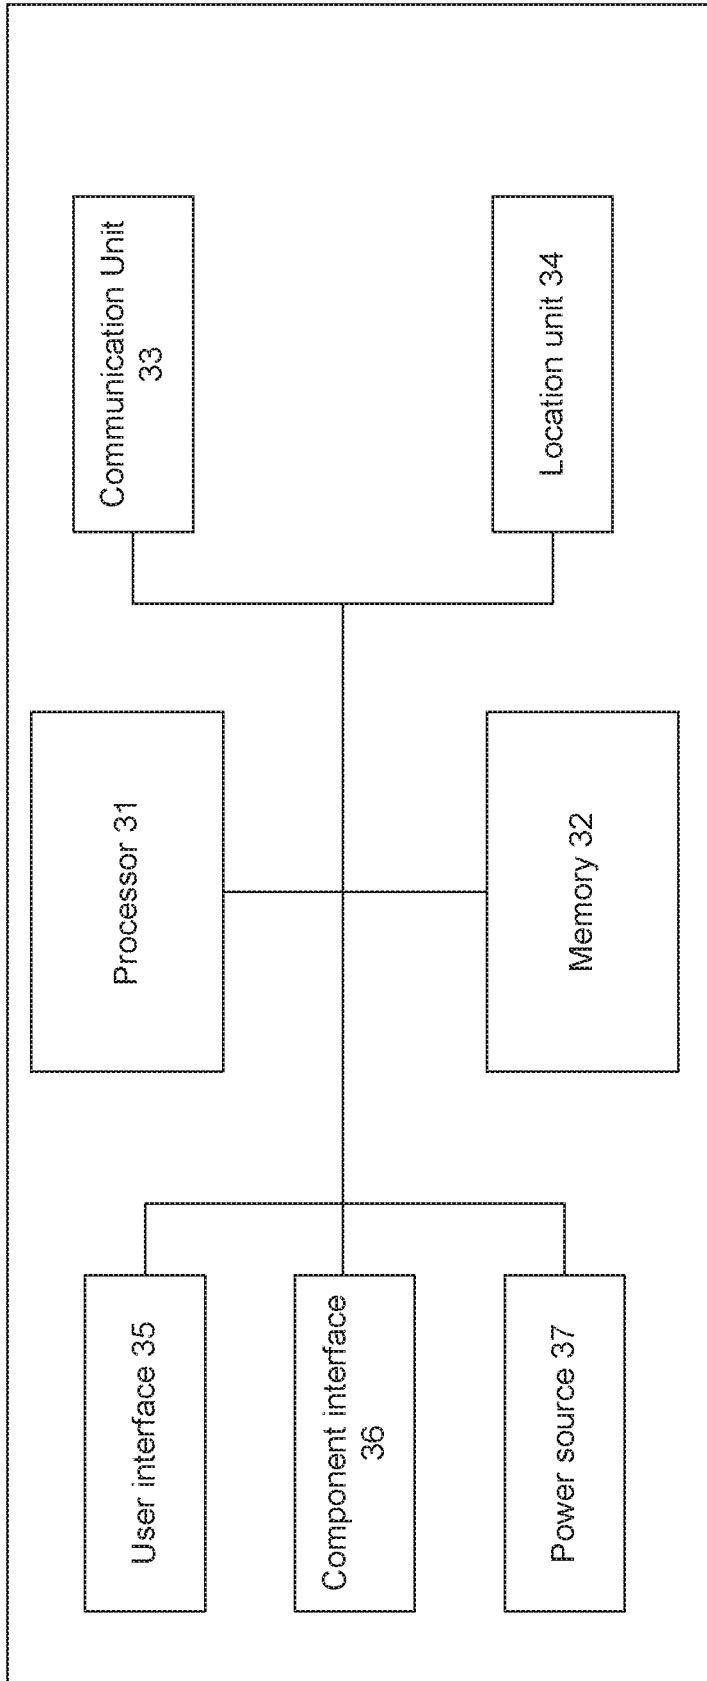 User interface 35
Component interface
36
Power source 37
Processor 31
Memory 32
Communication Unit
33
Location unit 34